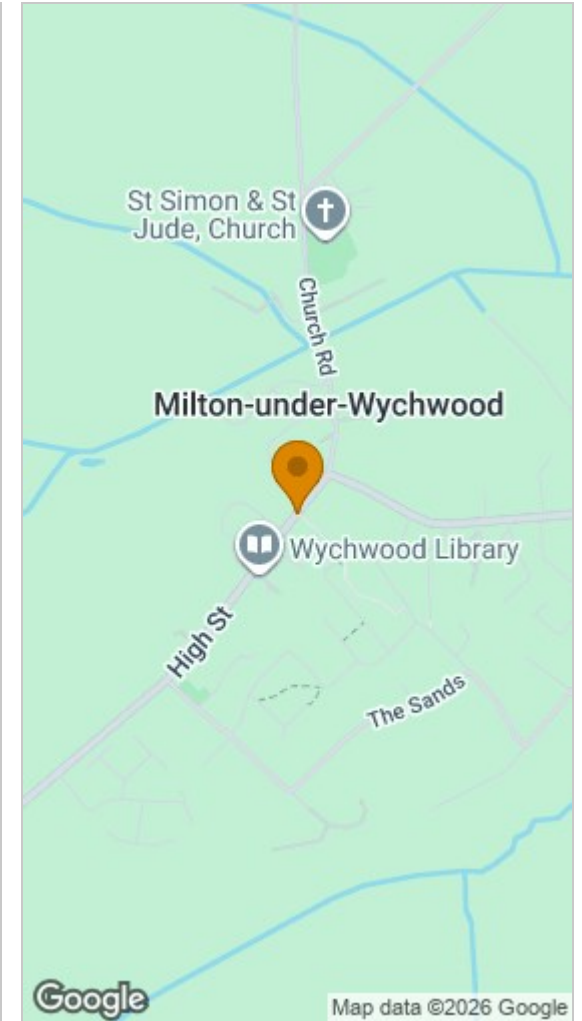 St Simon & St
Jude, Church
Church Rd
Milton-under-Wychwood
Wychwood Library
High St
The Sands
Google
Map data ©2026 Google